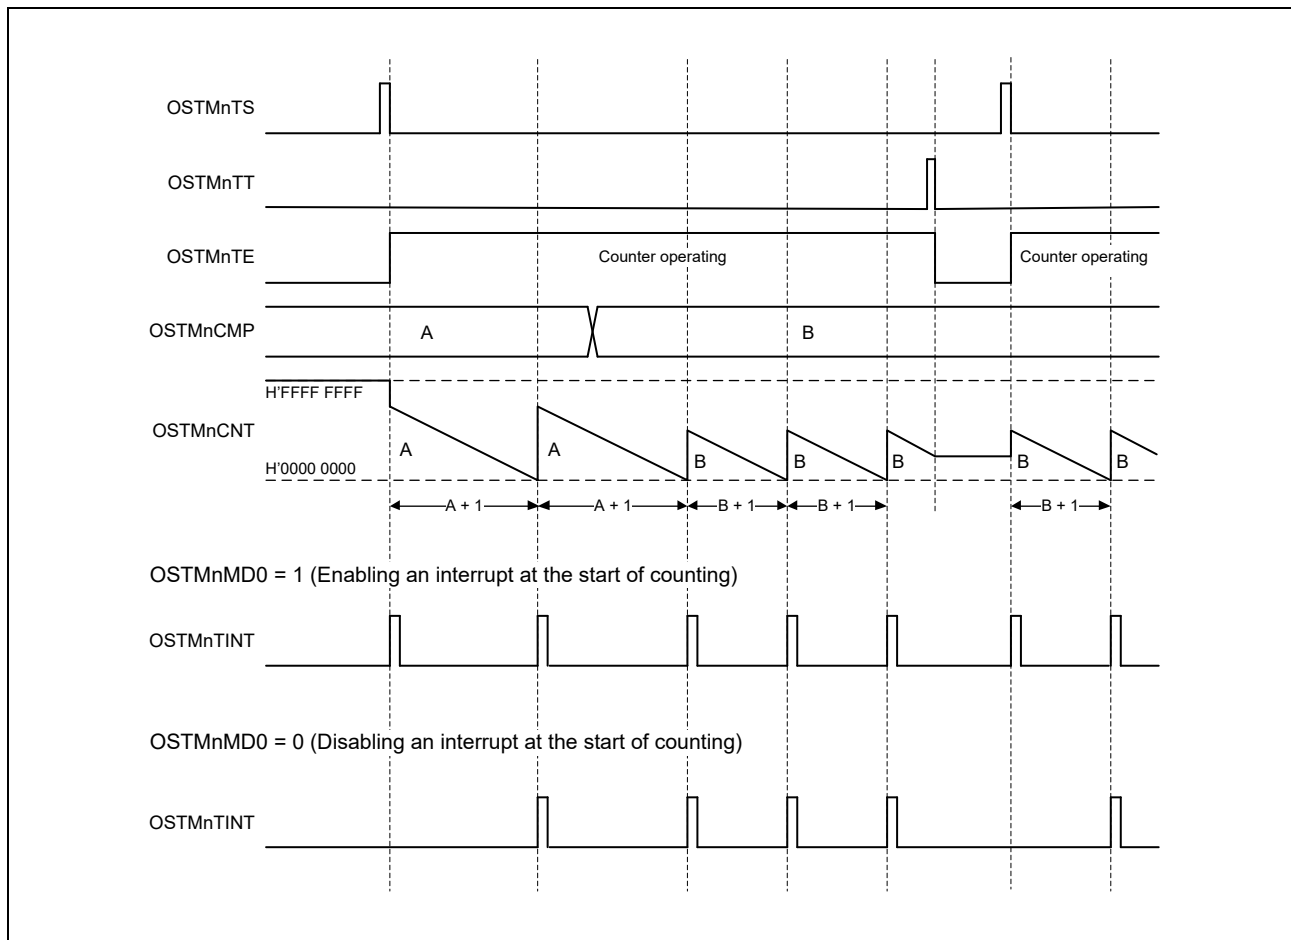 OSTMnTS
OSTMnTT
OSTMnTE
Counter operating
Counter operating
OSTMnCMP
A
B
H'FFFF FFFF
OSTMnCNT
A
A
B
B
B
B
B
H'0000 0000
A + 1
A + 1
B + 1
B + 1
B + 1
OSTMnMD0 = 1 (Enabling an interrupt at the start of counting)
OSTMnTINT
OSTMnMD0 = 0 (Disabling an interrupt at the start of counting)
OSTMnTINT